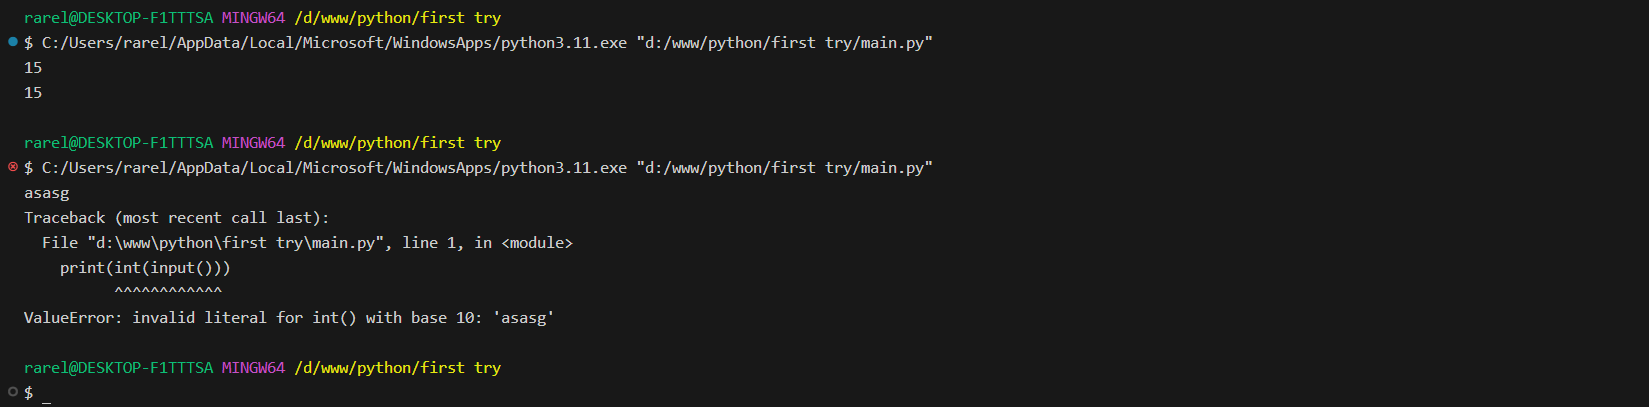 rarel@DESKTOP-F1TTTSA MINGW64 /d/www/python/first try
$ C:/Users/rarel/AppData/Local/Microsoft/WindowsApps/python3.11.exe "d:/www/python/first try/main.py"
15
15
rarel@DESKTOP-F1TTTSA MINGW64 /d/www/python/first try
$ C:/Users/rarel/AppData/Local/Microsoft/WindowsApps/python3.11.exe "d:/www/python/first try/main.py"
asasg
Traceback (most recent call last):
  File "d:\www\python\first try\main.py", line 1, in <module>
    print(int(input()))
          ^^^^^^^^^^^^
ValueError: invalid literal for int() with base 10: 'asasg'
rarel@DESKTOP-F1TTTSA MINGW64 /d/www/python/first try
$ _